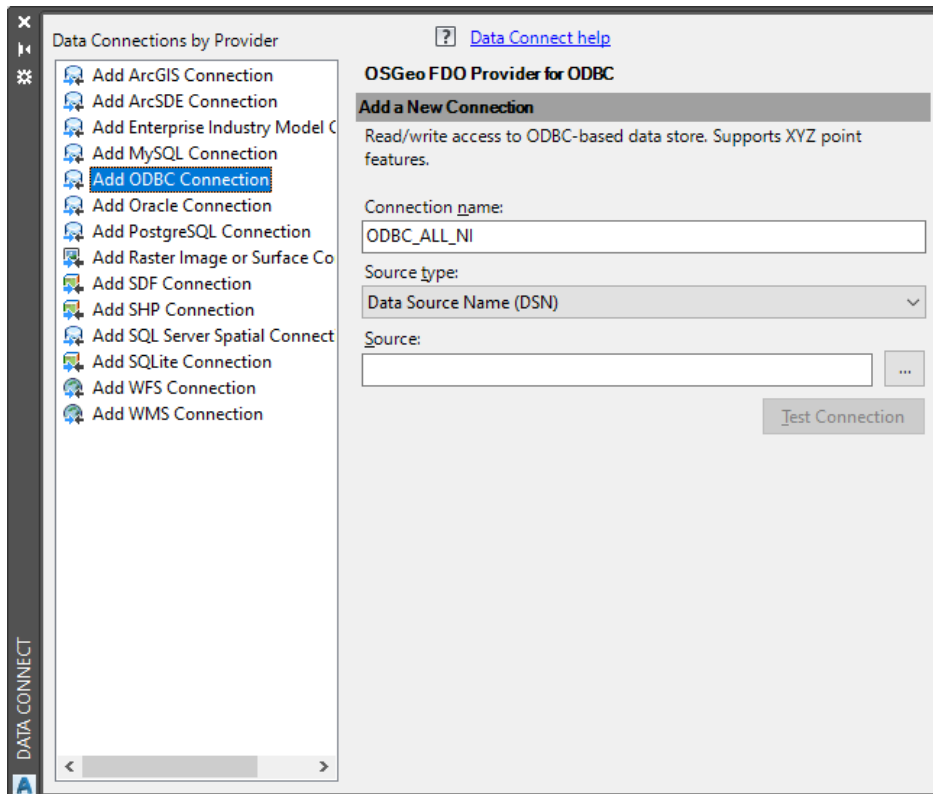 Data Connections by Provider
Add ArcGIS Connection
Add ArcSDE Connection
Add Enterprise Industry Model C
Add MySQL Connection
Add ODBC Connection
Add Oracle Connection
Add PostgreSQL Connection
Add Raster Image or Surface Co
Add SDF Connection
Add SHP Connection
Add SQL Server Spatial Connect
Add SQLite Connection
Add WFS Connection
Add WMS Connection
? Data Connect help
OSGeo FDO Provider for ODBC
Add a New Connection
Read/write access to ODBC-based data store. Supports XYZ point
features.
Connection name:
ODBC_ALL_NI
Source type:
Data Source Name (DSN)
Source:
...
Test Connection
DATA CONNECT